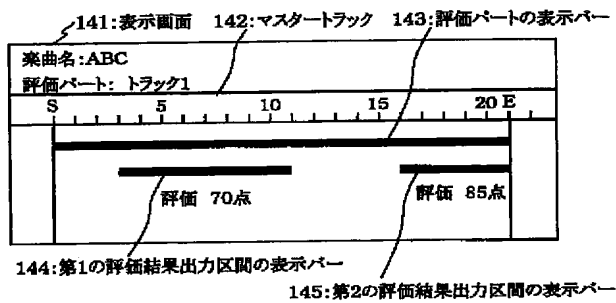 141:表示画面 142:マスタートラック 143:評価パートの表示バー
楽曲名:ABC
評価パート: トラック1
S 5 10 15 20 E
評価 70点 評価 85点
144:第1の評価結果出力区間の表示バー
145:第2の評価結果出力区間の表示バー